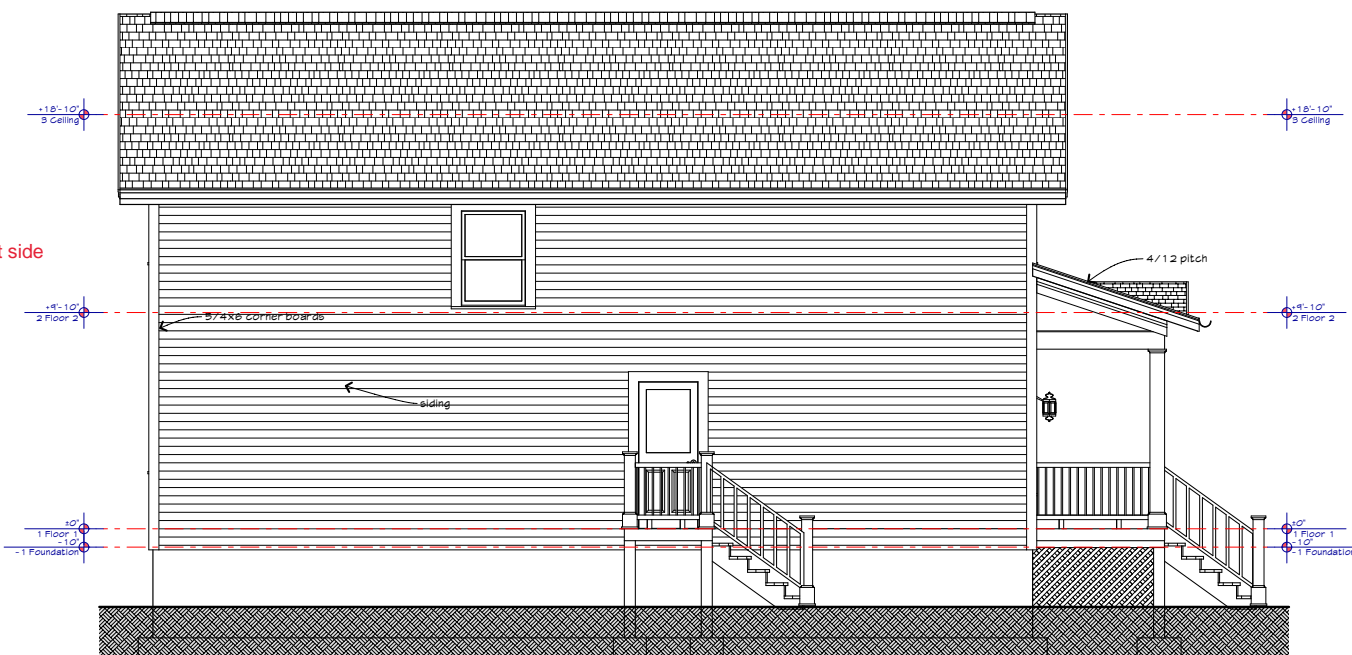 +18'-10"
3 Ceiling
+18'-10"
3 Ceiling
t side
4/12 pitch
+9'-10"
2 Floor 2
5/4x6 corner boards
+9'-10"
2 Floor 2
siding
±0"
1 Floor 1
-10"
-1 Foundation
±0"
1 Floor 1
-10"
-1 Foundation